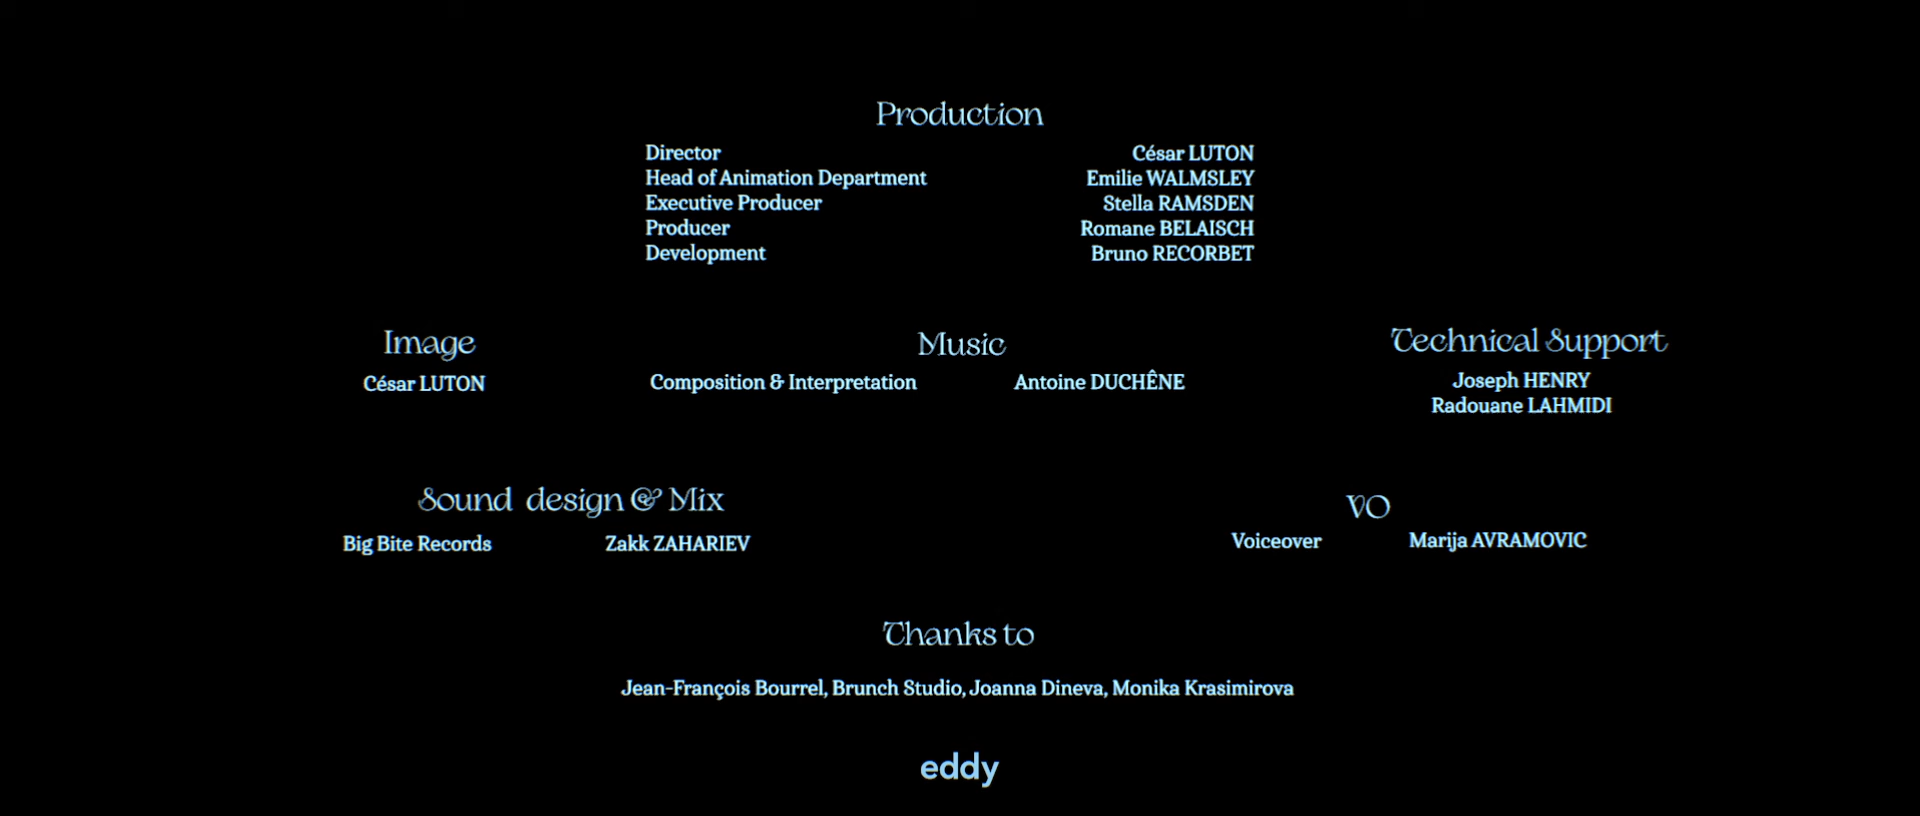 Production
Director César LUTON
Head of Animation Department Emilie WALMSLEY
Executive Producer Stella RAMSDEN
Producer Romane BELAISCH
Development Bruno RECORBET
Image
César LUTON
Music
Composition & Interpretation Antoine DUCHÊNE
Technical Support
Joseph HENRY
Radouane LAHMIDI
Sound design & Mix
Big Bite Records Zakk ZAHARIEV
VO
Voiceover Marija AVRAMOVIC
Thanks to
Jean-François Bourrel, Brunch Studio, Joanna Dineva, Monika Krasimirova
eddy